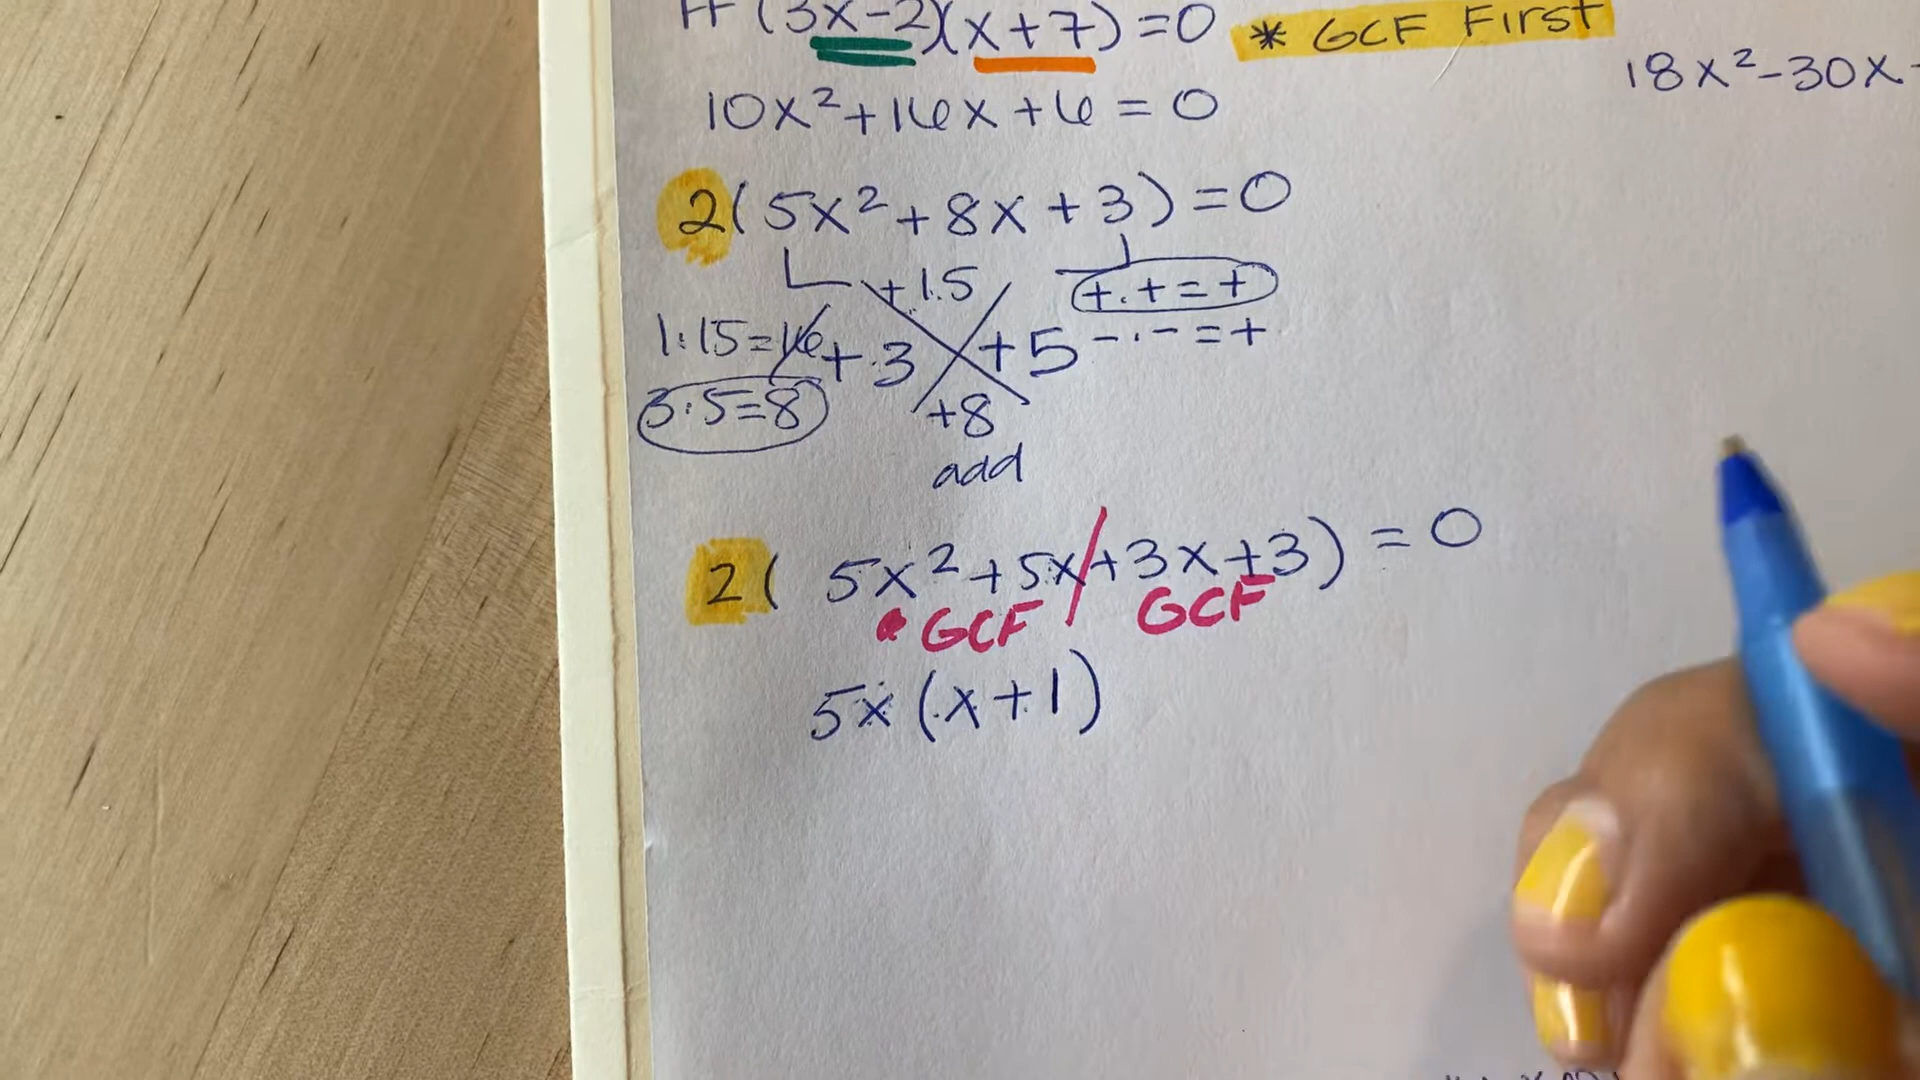 (3x-2)(x+7)=0 * GCF First
18x²-30x
10x²+16x+6=0
2(5x²+8x+3)=0
+15
+·+=+
1·15=16
+3 +5
-·-=+
3·5=8
+8
add
2(5x²+5x/+3x+3)=0
GCF GCF
5x(x+1)